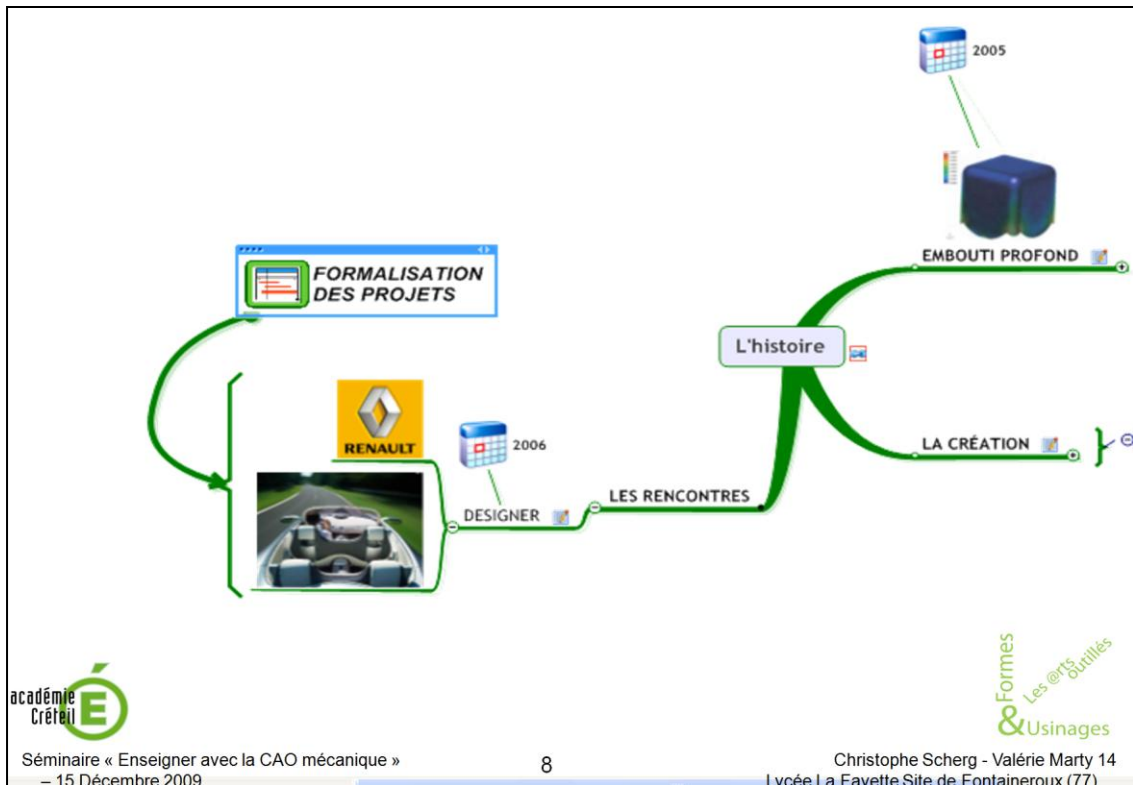 2005
EMBOUTI PROFOND
FORMALISATION
DES PROJETS
L'histoire
RENAULT
2006
LA CRÉATION
LES RENCONTRES
DESIGNER
académie
Créteil
É
Formes
& Usinages
Les @rts
outillés
Séminaire « Enseigner avec la CAO mécanique »
– 15 Décembre 2009
8
Christophe Scherg - Valérie Marty 14
Lycée La Fayette Site de Fontaineroux (77)